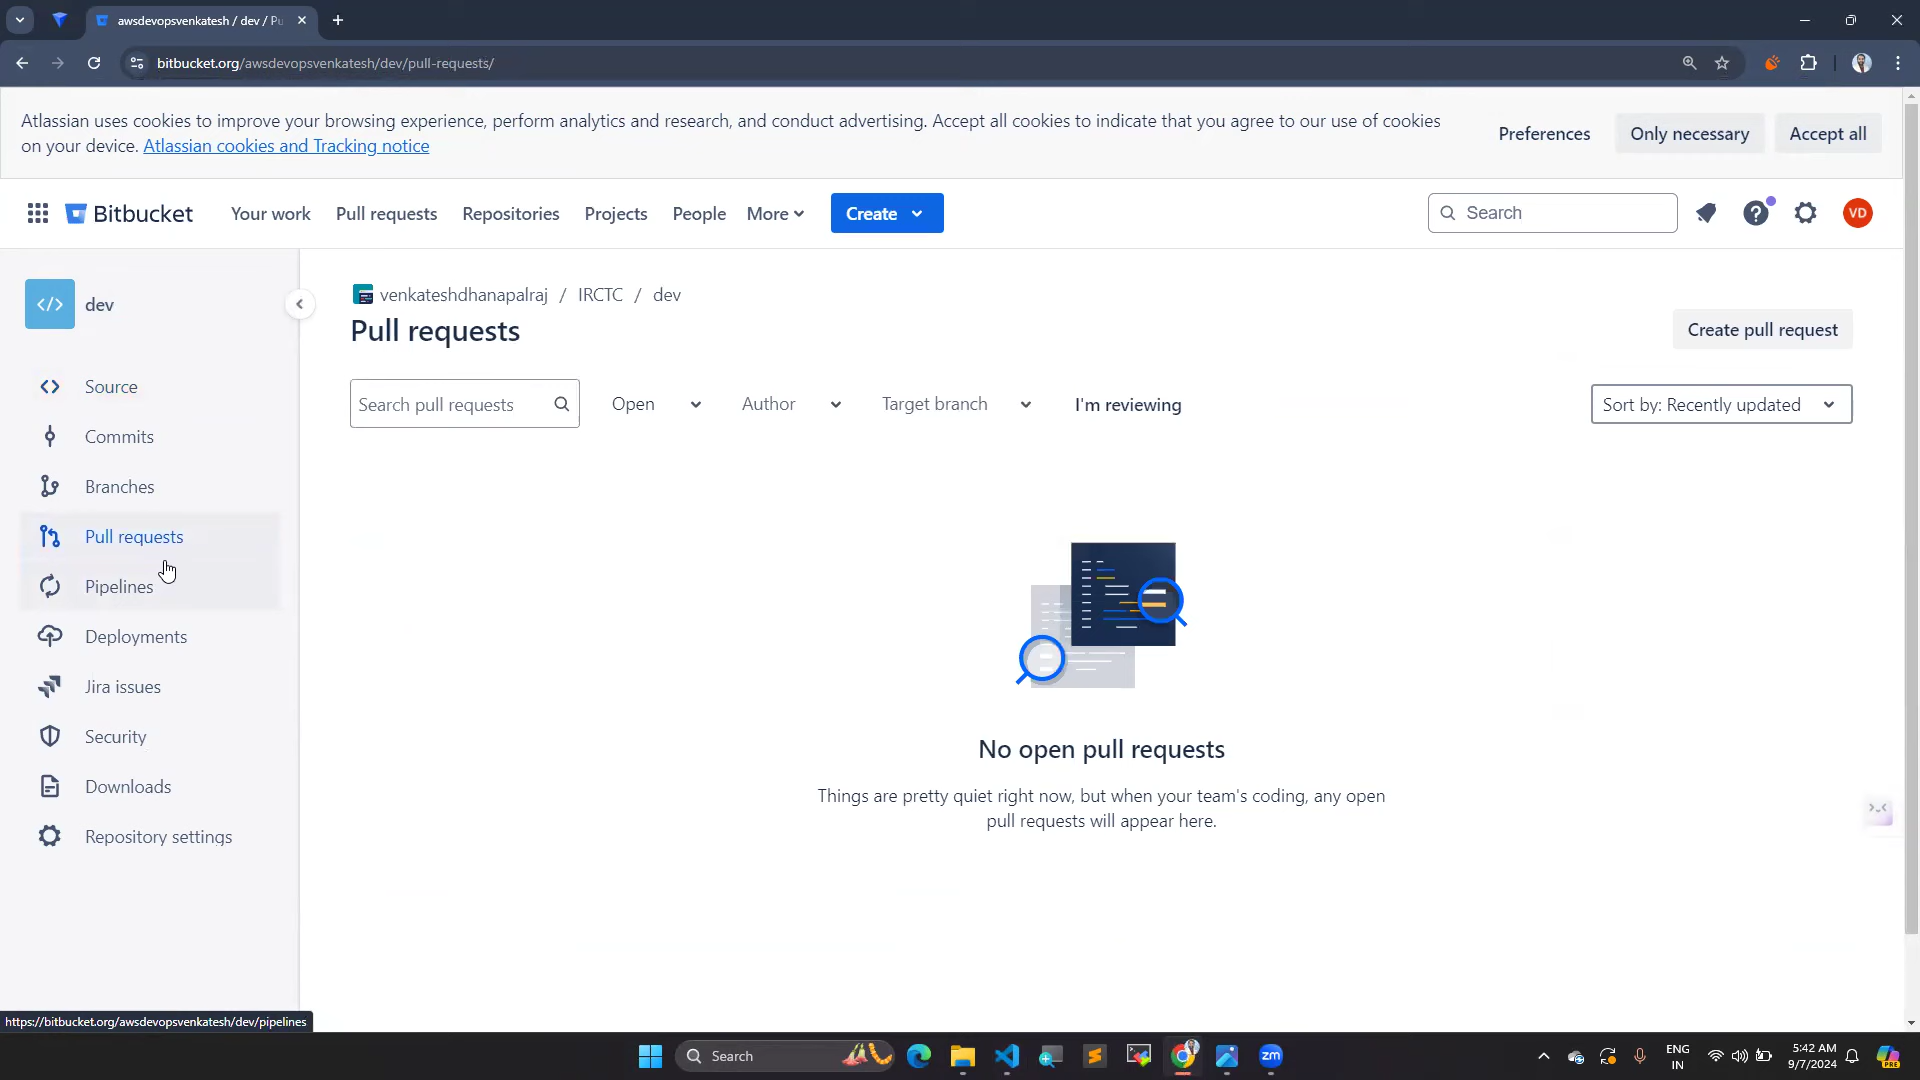 awsdevopsvenkatesh / dev / Pu
bitbucket.org/awsdevopsvenkatesh/dev/pull-requests/
Atlassian uses cookies to improve your browsing experience, perform analytics and research, and conduct advertising. Accept all cookies to indicate that you agree to our use of cookies
on your device. Atlassian cookies and Tracking notice
Preferences
Only necessary
Accept all
Bitbucket
Your work
Pull requests
Repositories
Projects
People
More
Create
Search
VD
dev
Source
Commits
Branches
Pull requests
Pipelines
Deployments
Jira issues
Security
Downloads
Repository settings
venkateshdhanapalraj / IRCTC / dev
Pull requests
Create pull request
Search pull requests
Open
Author
Target branch
I'm reviewing
Sort by: Recently updated
No open pull requests
Things are pretty quiet right now, but when your team's coding, any open
pull requests will appear here.
https://bitbucket.org/awsdevopsvenkatesh/dev/pipelines
Search
zm
ENG
IN
5:42 AM
9/7/2024
PRE